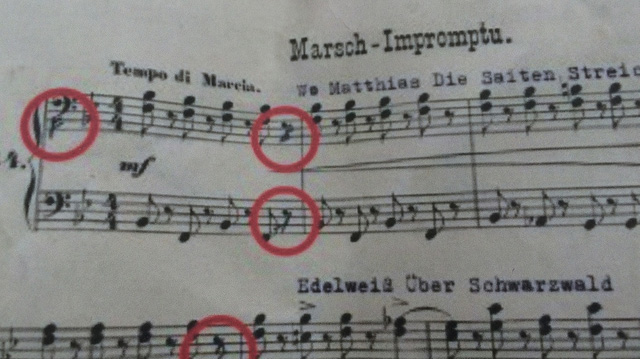 Marsch-Impromptu.
Tempo di Marcia.
Wo Matthias Die Saiten Streic
4.
mf
Edelweiß Über Schwarzwald